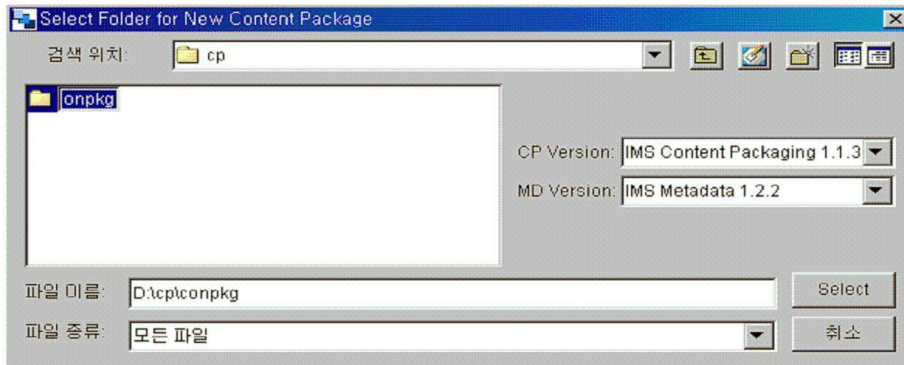 Select Folder for New Content Package
검색 위치: cp
onpkg
CP Version: IMS Content Packaging 1.1.3
MD Version: IMS Metadata 1.2.2
파일 이름: D:\cp\conpkg
Select
파일 종류: 모든 파일
취소